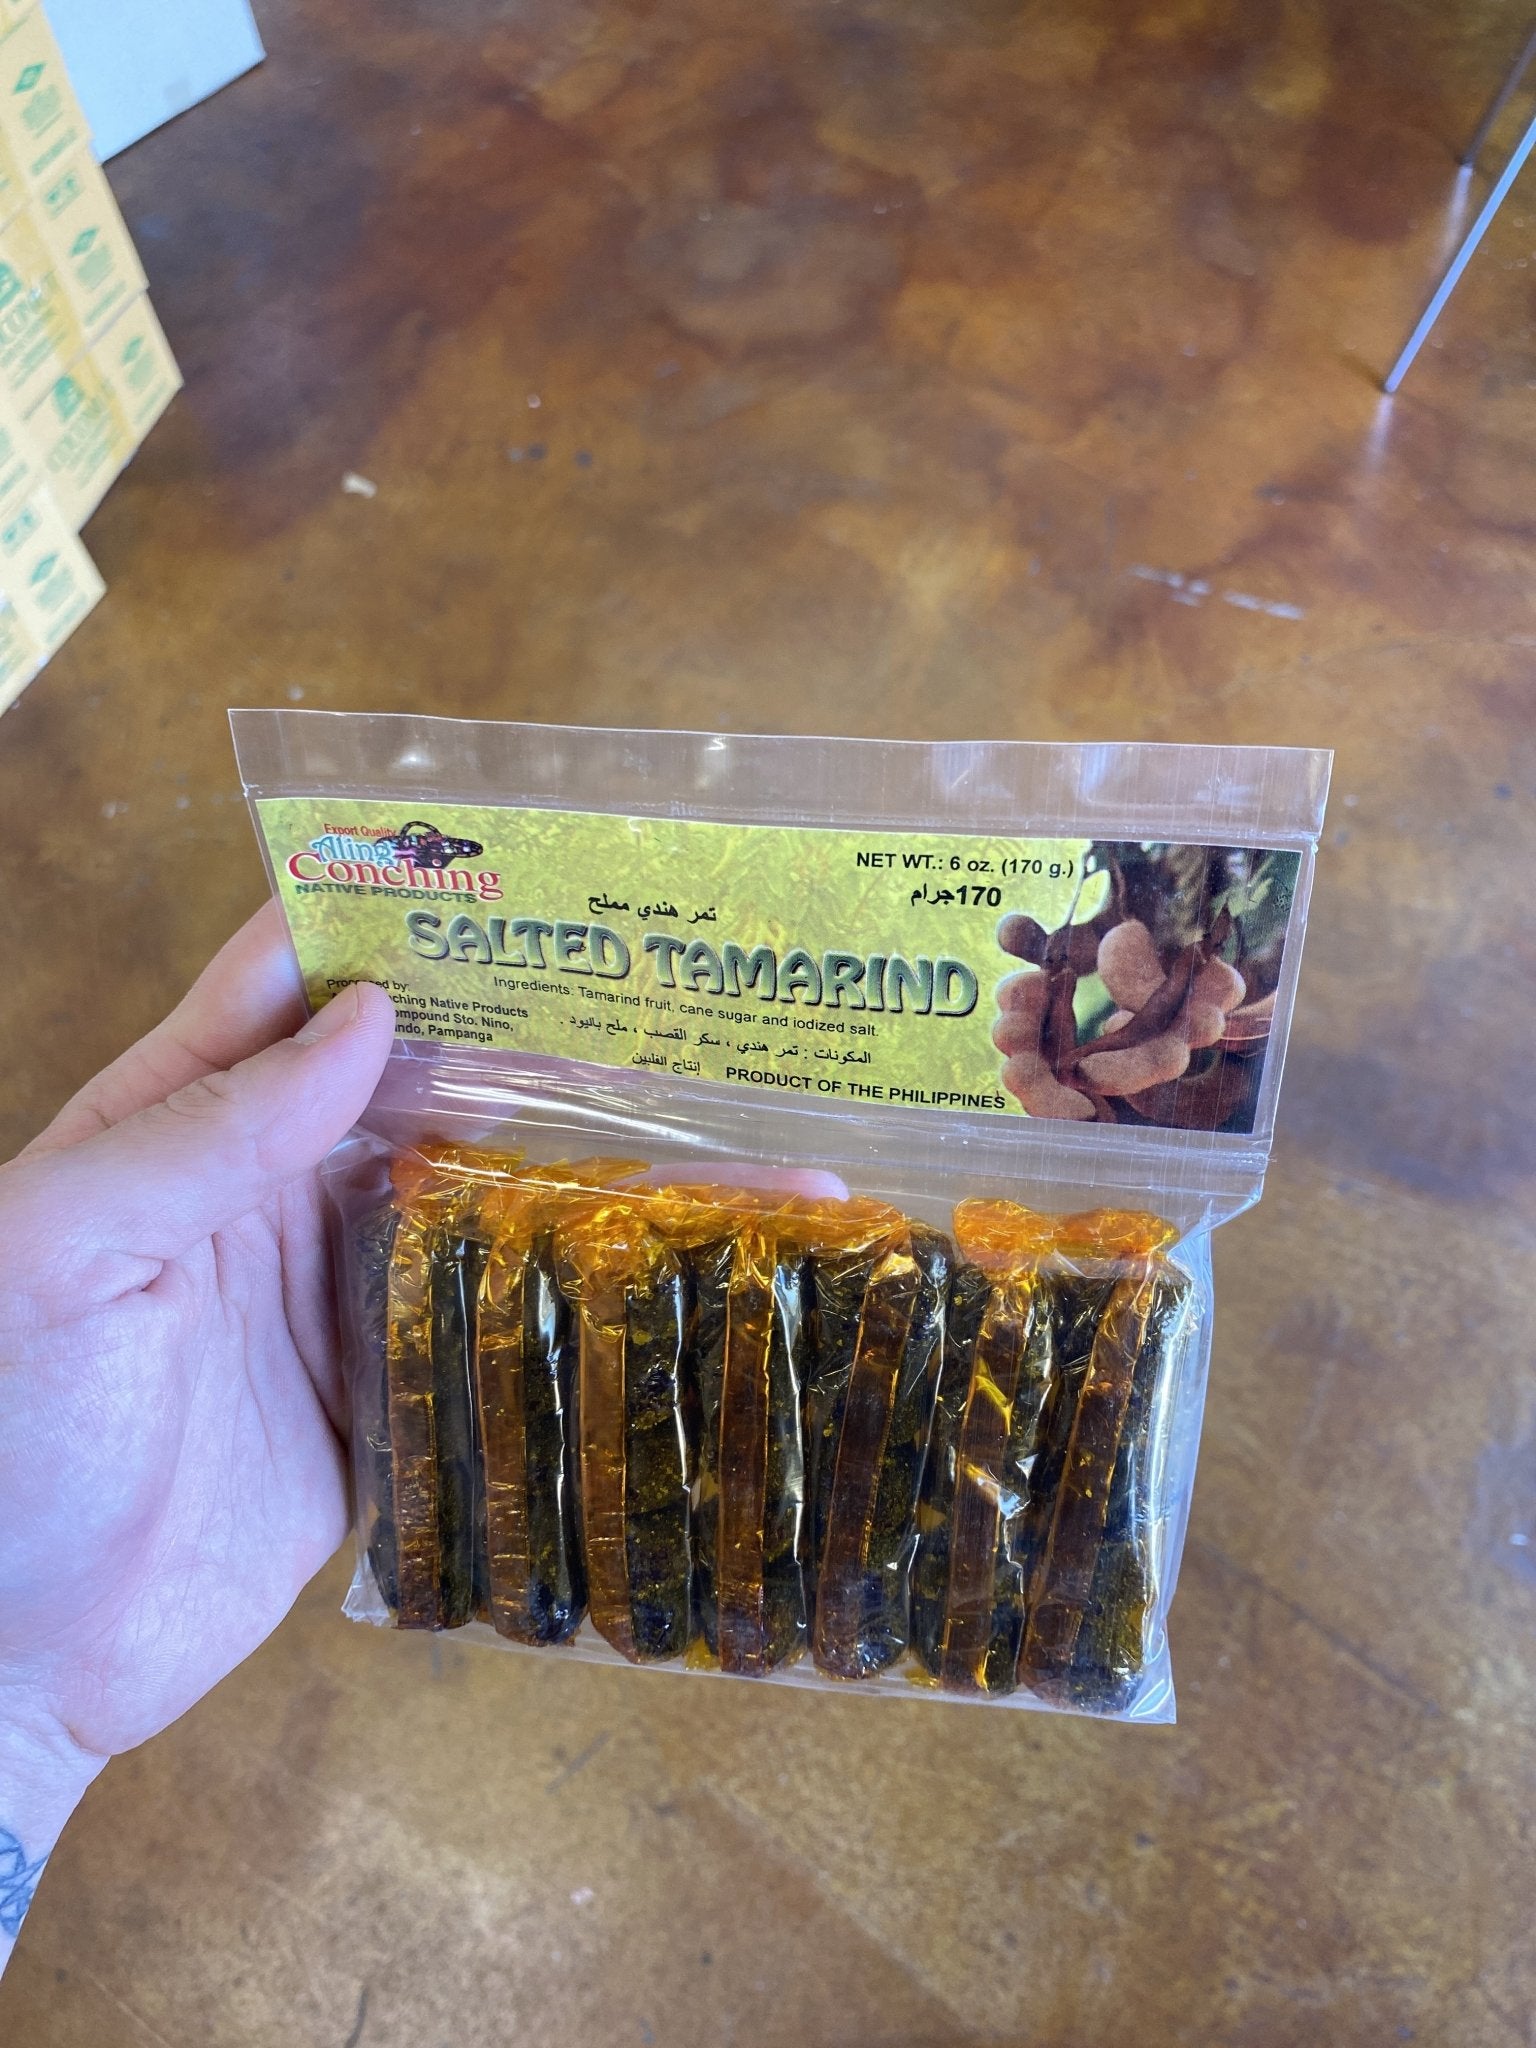 Export Quality
Aling
Conching
NATIVE PRODUCTS
NET WT.: 6 oz. (170 g.)
170جرام
تمر هندي مملح
SALTED TAMARIND
Ingredients: Tamarind fruit, cane sugar and iodized salt.
المكونات : تمر هندي ، سكر القصب ، ملح باليود .
إنتاج الفلبين
PRODUCT OF THE PHILIPPINES
by:
Native Products
Sto. Nino,
Pampanga